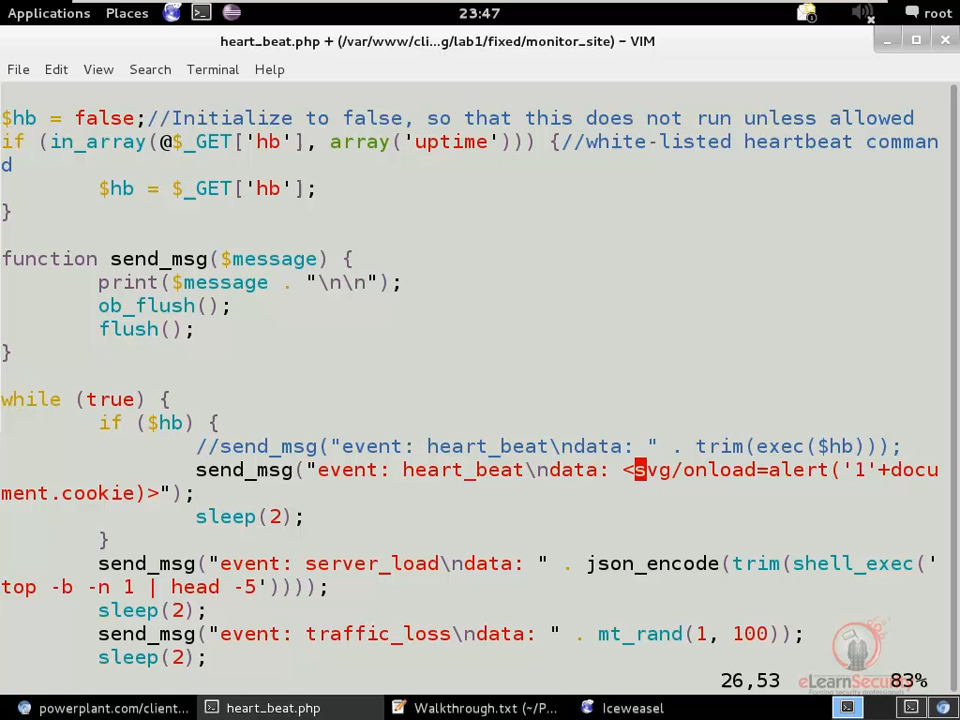 Applications Places 23:47 root
heart_beat.php + (/var/www/cli...g/lab1/fixed/monitor_site) – VIM
File Edit View Search Terminal Help
$hb = false;//Initialize to false, so that this does not run unless allowed
if (in_array(@$_GET['hb'], array('uptime'))) {//white-listed heartbeat comman
d
$hb = $_GET['hb'];
}
function send_msg($message) {
print($message . "\n\n");
ob_flush();
flush();
}
while (true) {
if ($hb) {
//send_msg("event: heart_beat\ndata: " . trim(exec($hb)));
send_msg("event: heart_beat\ndata: <svg/onload=alert('1'+docu
ment.cookie)>");
sleep(2);
}
send_msg("event: server_load\ndata: " . json_encode(trim(shell_exec('
top -b -n 1 | head -5'))));
sleep(2);
send_msg("event: traffic_loss\ndata: " . mt_rand(1, 100));
sleep(2);
26,53 83%
eLearnSecurity
powerplant.com/client... heart_beat.php Walkthrough.txt (~/P... Iceweasel